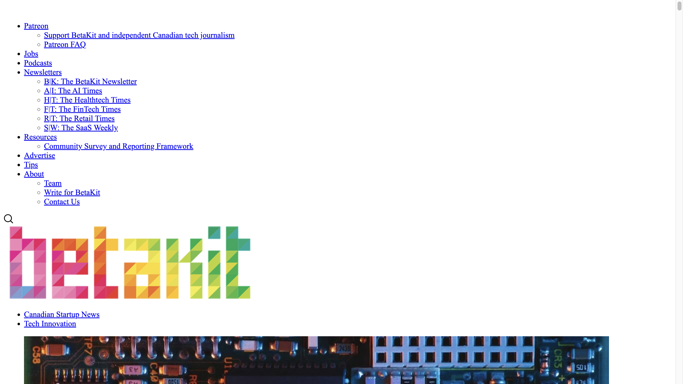 Patreon
Support BetaKit and independent Canadian tech journalism
Patreon FAQ
Jobs
Podcasts
Newsletters
B|K: The BetaKit Newsletter
A|I: The AI Times
H|T: The Healthtech Times
F|T: The FinTech Times
R|T: The Retail Times
S|W: The SaaS Weekly
Resources
Community Survey and Reporting Framework
Advertise
Tips
About
Team
Write for BetaKit
Contact Us
betakit
Canadian Startup News
Tech Innovation
C58
TP7